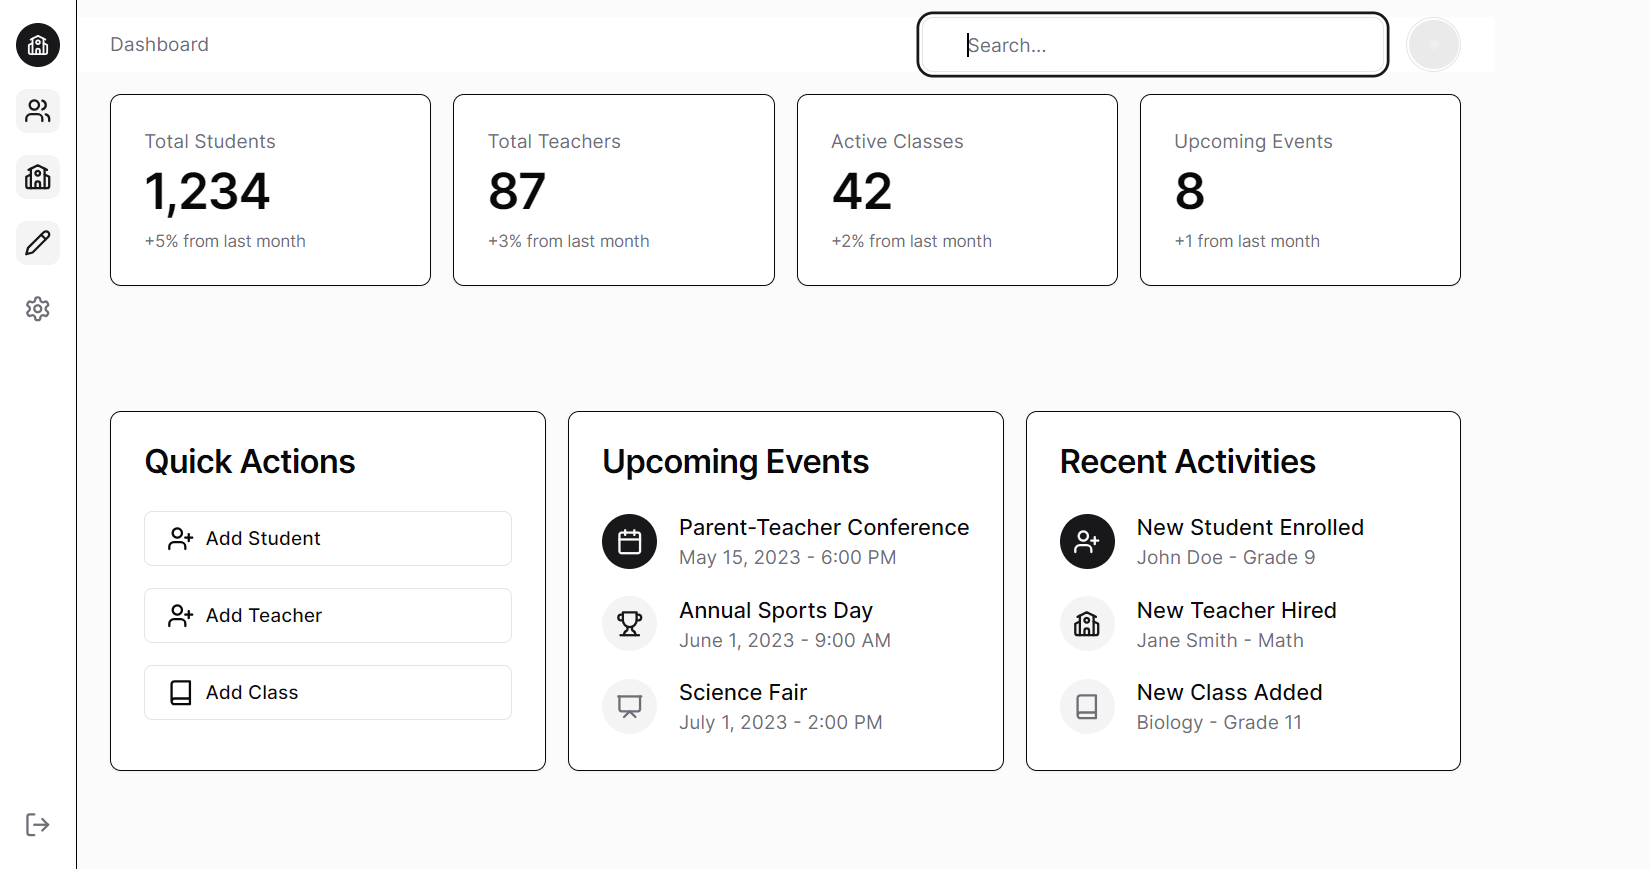 Dashboard
Search...
Total Students
1,234
+5% from last month
Total Teachers
87
+3% from last month
Active Classes
42
+2% from last month
Upcoming Events
8
+1 from last month
Quick Actions
Add Student
Add Teacher
Add Class
Upcoming Events
Parent-Teacher Conference
May 15, 2023 - 6:00 PM
Annual Sports Day
June 1, 2023 - 9:00 AM
Science Fair
July 1, 2023 - 2:00 PM
Recent Activities
New Student Enrolled
John Doe - Grade 9
New Teacher Hired
Jane Smith - Math
New Class Added
Biology - Grade 11